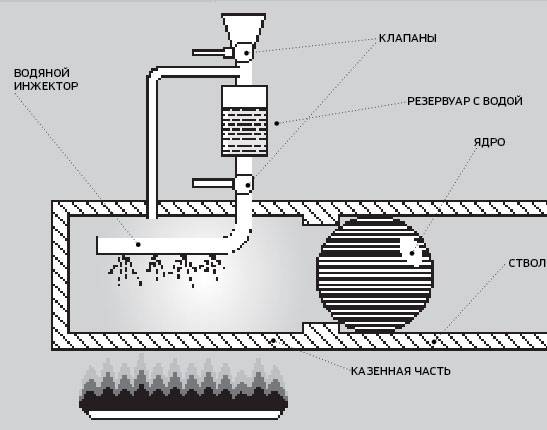 КЛАПАНЫ
ВОДЯНОЙ
ИНЖЕКТОР
РЕЗЕРВУАР С ВОДОЙ
ЯДРО
СТВОЛ
КАЗЕННАЯ ЧАСТЬ